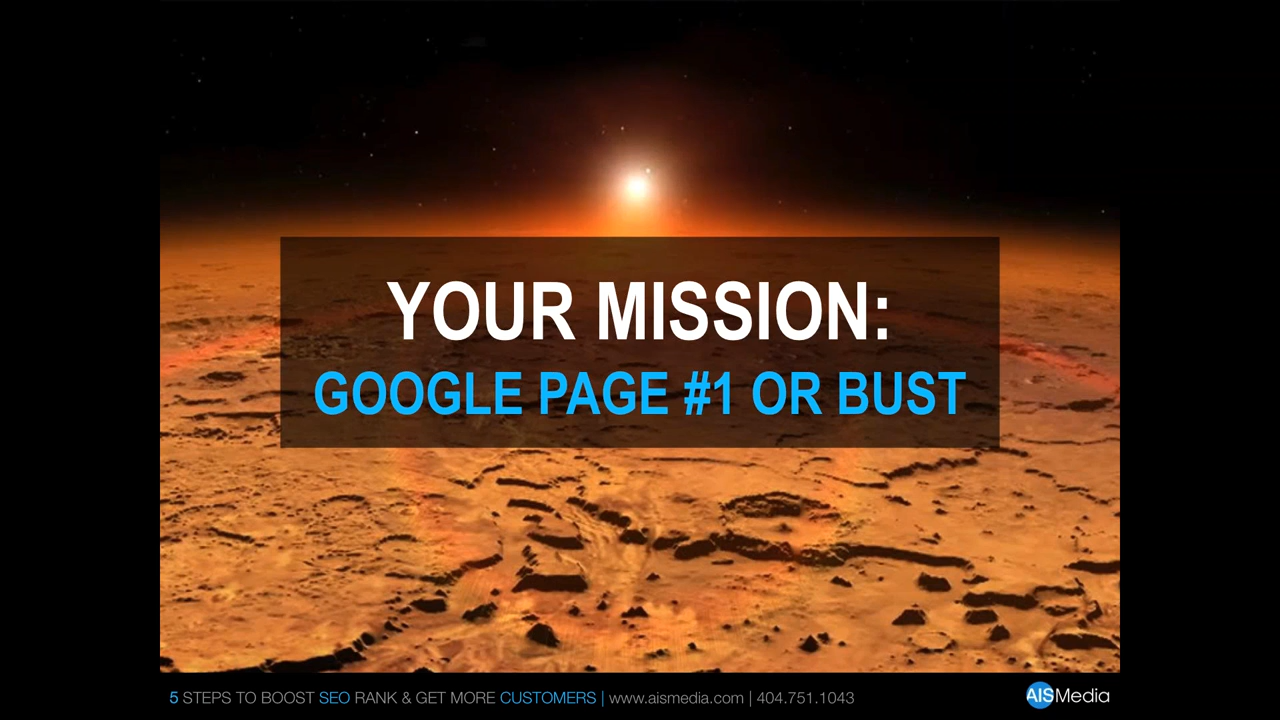 YOUR MISSION:
GOOGLE PAGE #1 OR BUST
5 STEPS TO BOOST SEO RANK & GET MORE CUSTOMERS | www.aismedia.com | 404.751.1043
AISMedia